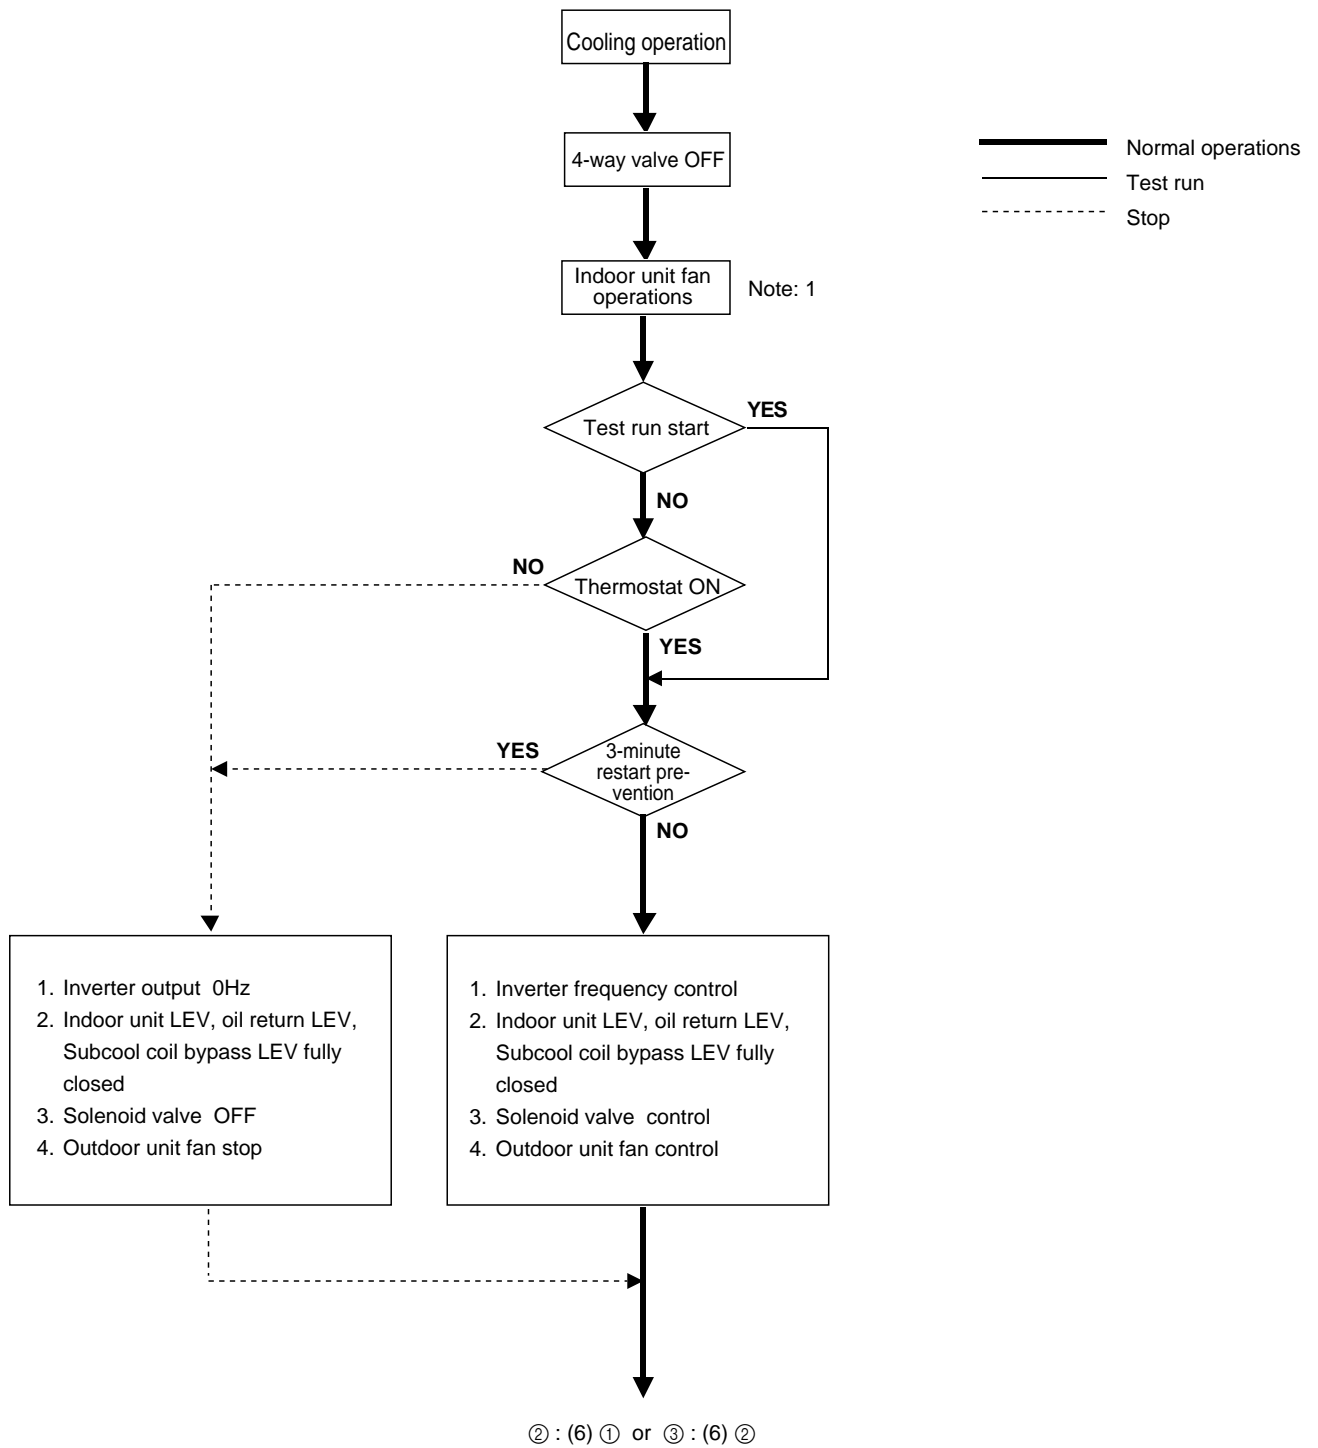 Cooling operation
4-way valve OFF
Normal operations
Test run
Stop
Indoor unit fan
operations
Note: 1
YES
Test run start
NO
NO
Thermostat ON
YES
YES
3-minute
restart pre-
vention
NO
1. Inverter output 0Hz
2. Indoor unit LEV, oil return LEV,
Subcool coil bypass LEV fully
closed
3. Solenoid valve OFF
4. Outdoor unit fan stop
1. Inverter frequency control
2. Indoor unit LEV, oil return LEV,
Subcool coil bypass LEV fully
closed
3. Solenoid valve control
4. Outdoor unit fan control
② : (6) ① or ③ : (6) ②